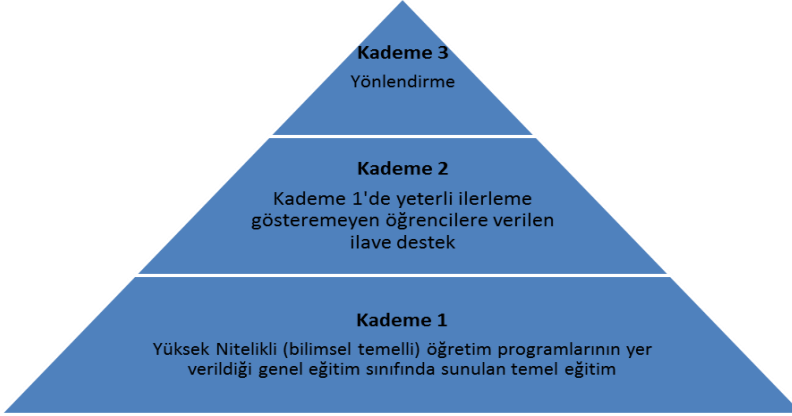 Kademe 3
Yönlendirme
Kademe 2
Kademe 1'de yeterli ilerleme
gösteremeyen öğrencilere verilen
ilave destek
Kademe 1
Yüksek Nitelikli (bilimsel temelli) öğretim programlarının yer
verildiği genel eğitim sınıfında sunulan temel eğitim